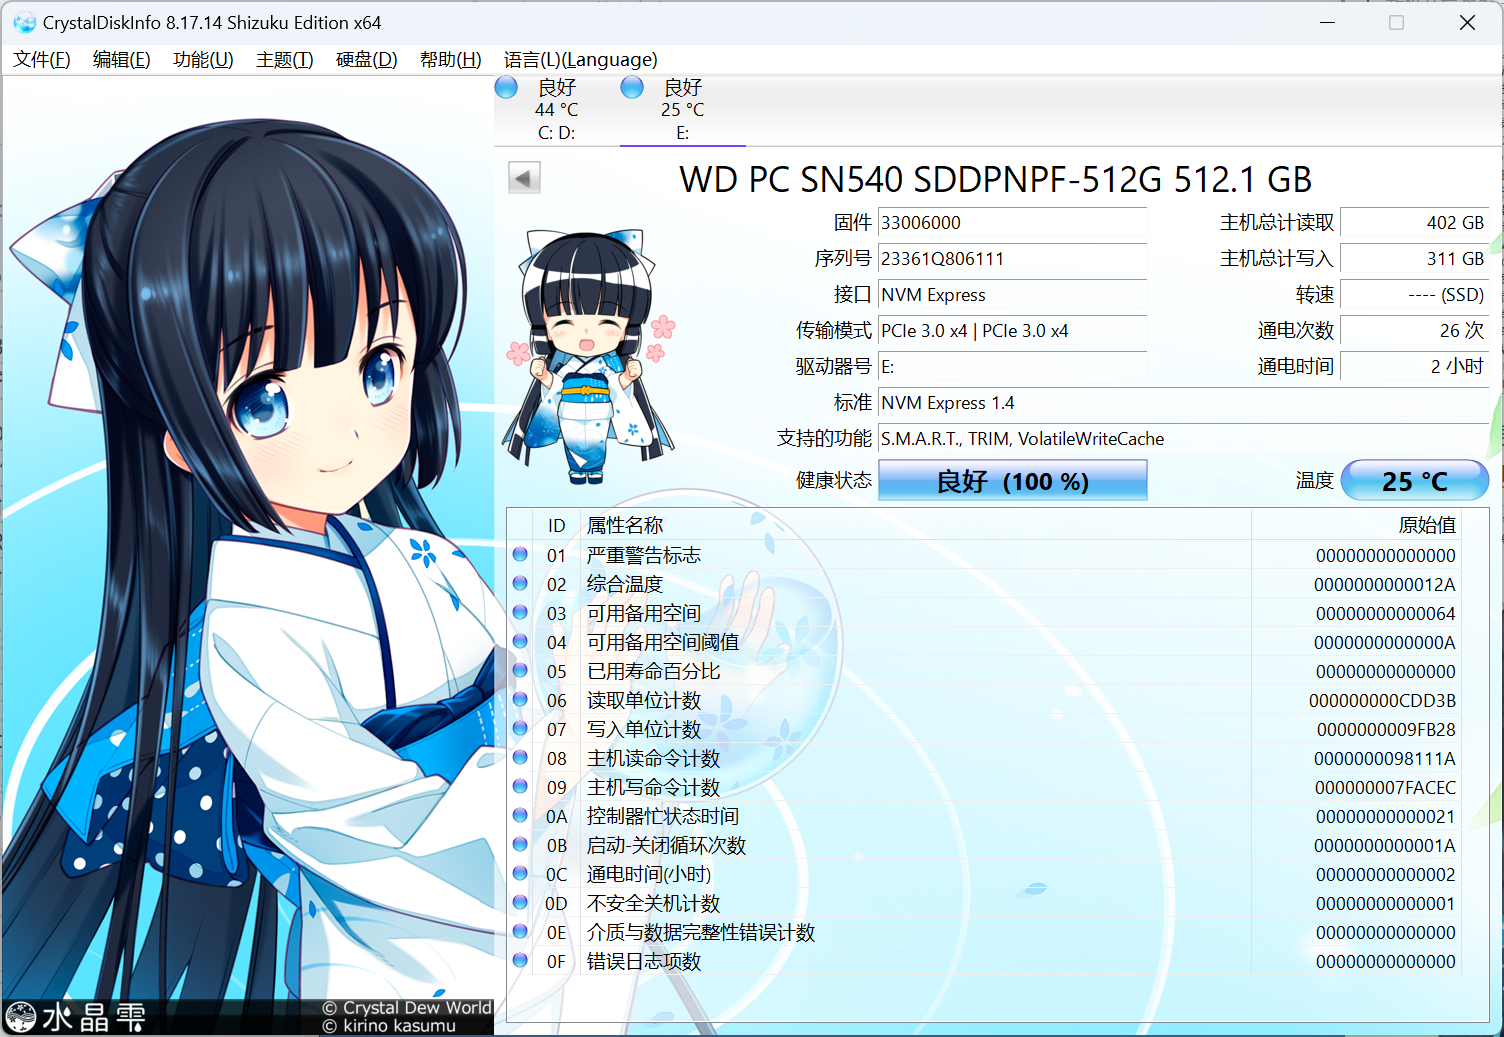 CrystalDiskInfo 8.17.14 Shizuku Edition x64
文件(F) 编辑(E) 功能(U) 主题(T) 硬盘(D) 帮助(H) 语言(L)(Language)
良好 良好
44 °C 25 °C
C: D: E:
WD PC SN540 SDDPNPF-512G 512.1 GB
固件 33006000 主机总计读取 402 GB
序列号 23361Q806111 主机总计写入 311 GB
接口 NVM Express 转速 ---- (SSD)
传输模式 PCIe 3.0 x4 | PCIe 3.0 x4 通电次数 26 次
驱动器号 E: 通电时间 2 小时
标准 NVM Express 1.4
支持的功能 S.M.A.R.T., TRIM, VolatileWriteCache
健康状态 良好 (100 %) 温度 25 °C
ID 属性名称 原始值
01 严重警告标志 00000000000000
02 综合温度 0000000000012A
03 可用备用空间 00000000000064
04 可用备用空间阈值 0000000000000A
05 已用寿命百分比 00000000000000
06 读取单位计数 000000000CDD3B
07 写入单位计数 0000000009FB28
08 主机读命令计数 0000000098111A
09 主机写命令计数 000000007FACEC
0A 控制器忙状态时间 00000000000021
0B 启动-关闭循环次数 0000000000001A
0C 通电时间(小时) 00000000000002
0D 不安全关机计数 00000000000001
0E 介质与数据完整性错误计数 00000000000000
0F 错误日志项数 00000000000000
水晶雫
© Crystal Dew World
© kirino kasumu